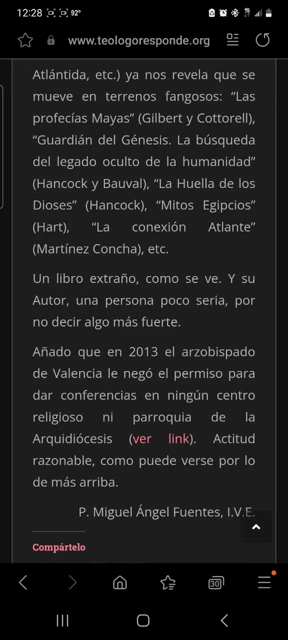 12:28 92°
www.teologoresponde.org
Atlántida, etc.) ya nos revela que se
mueve en terrenos fangosos: “Las
profecías Mayas” (Gilbert y Cottorell),
“Guardián del Génesis. La búsqueda
del legado oculto de la humanidad”
(Hancock y Bauval), “La Huella de los
Dioses” (Hancock), “Mitos Egipcios”
(Hart), “La conexión Atlante”
(Martínez Concha), etc.
Un libro extraño, como se ve. Y su
Autor, una persona poco seria, por
no decir algo más fuerte.
Añado que en 2013 el arzobispado
de Valencia le negó el permiso para
dar conferencias en ningún centro
religioso ni parroquia de la
Arquidiócesis (ver link). Actitud
razonable, como puede verse por lo
de más arriba.
P. Miguel Ángel Fuentes, I.V.E.
Compártelo
30